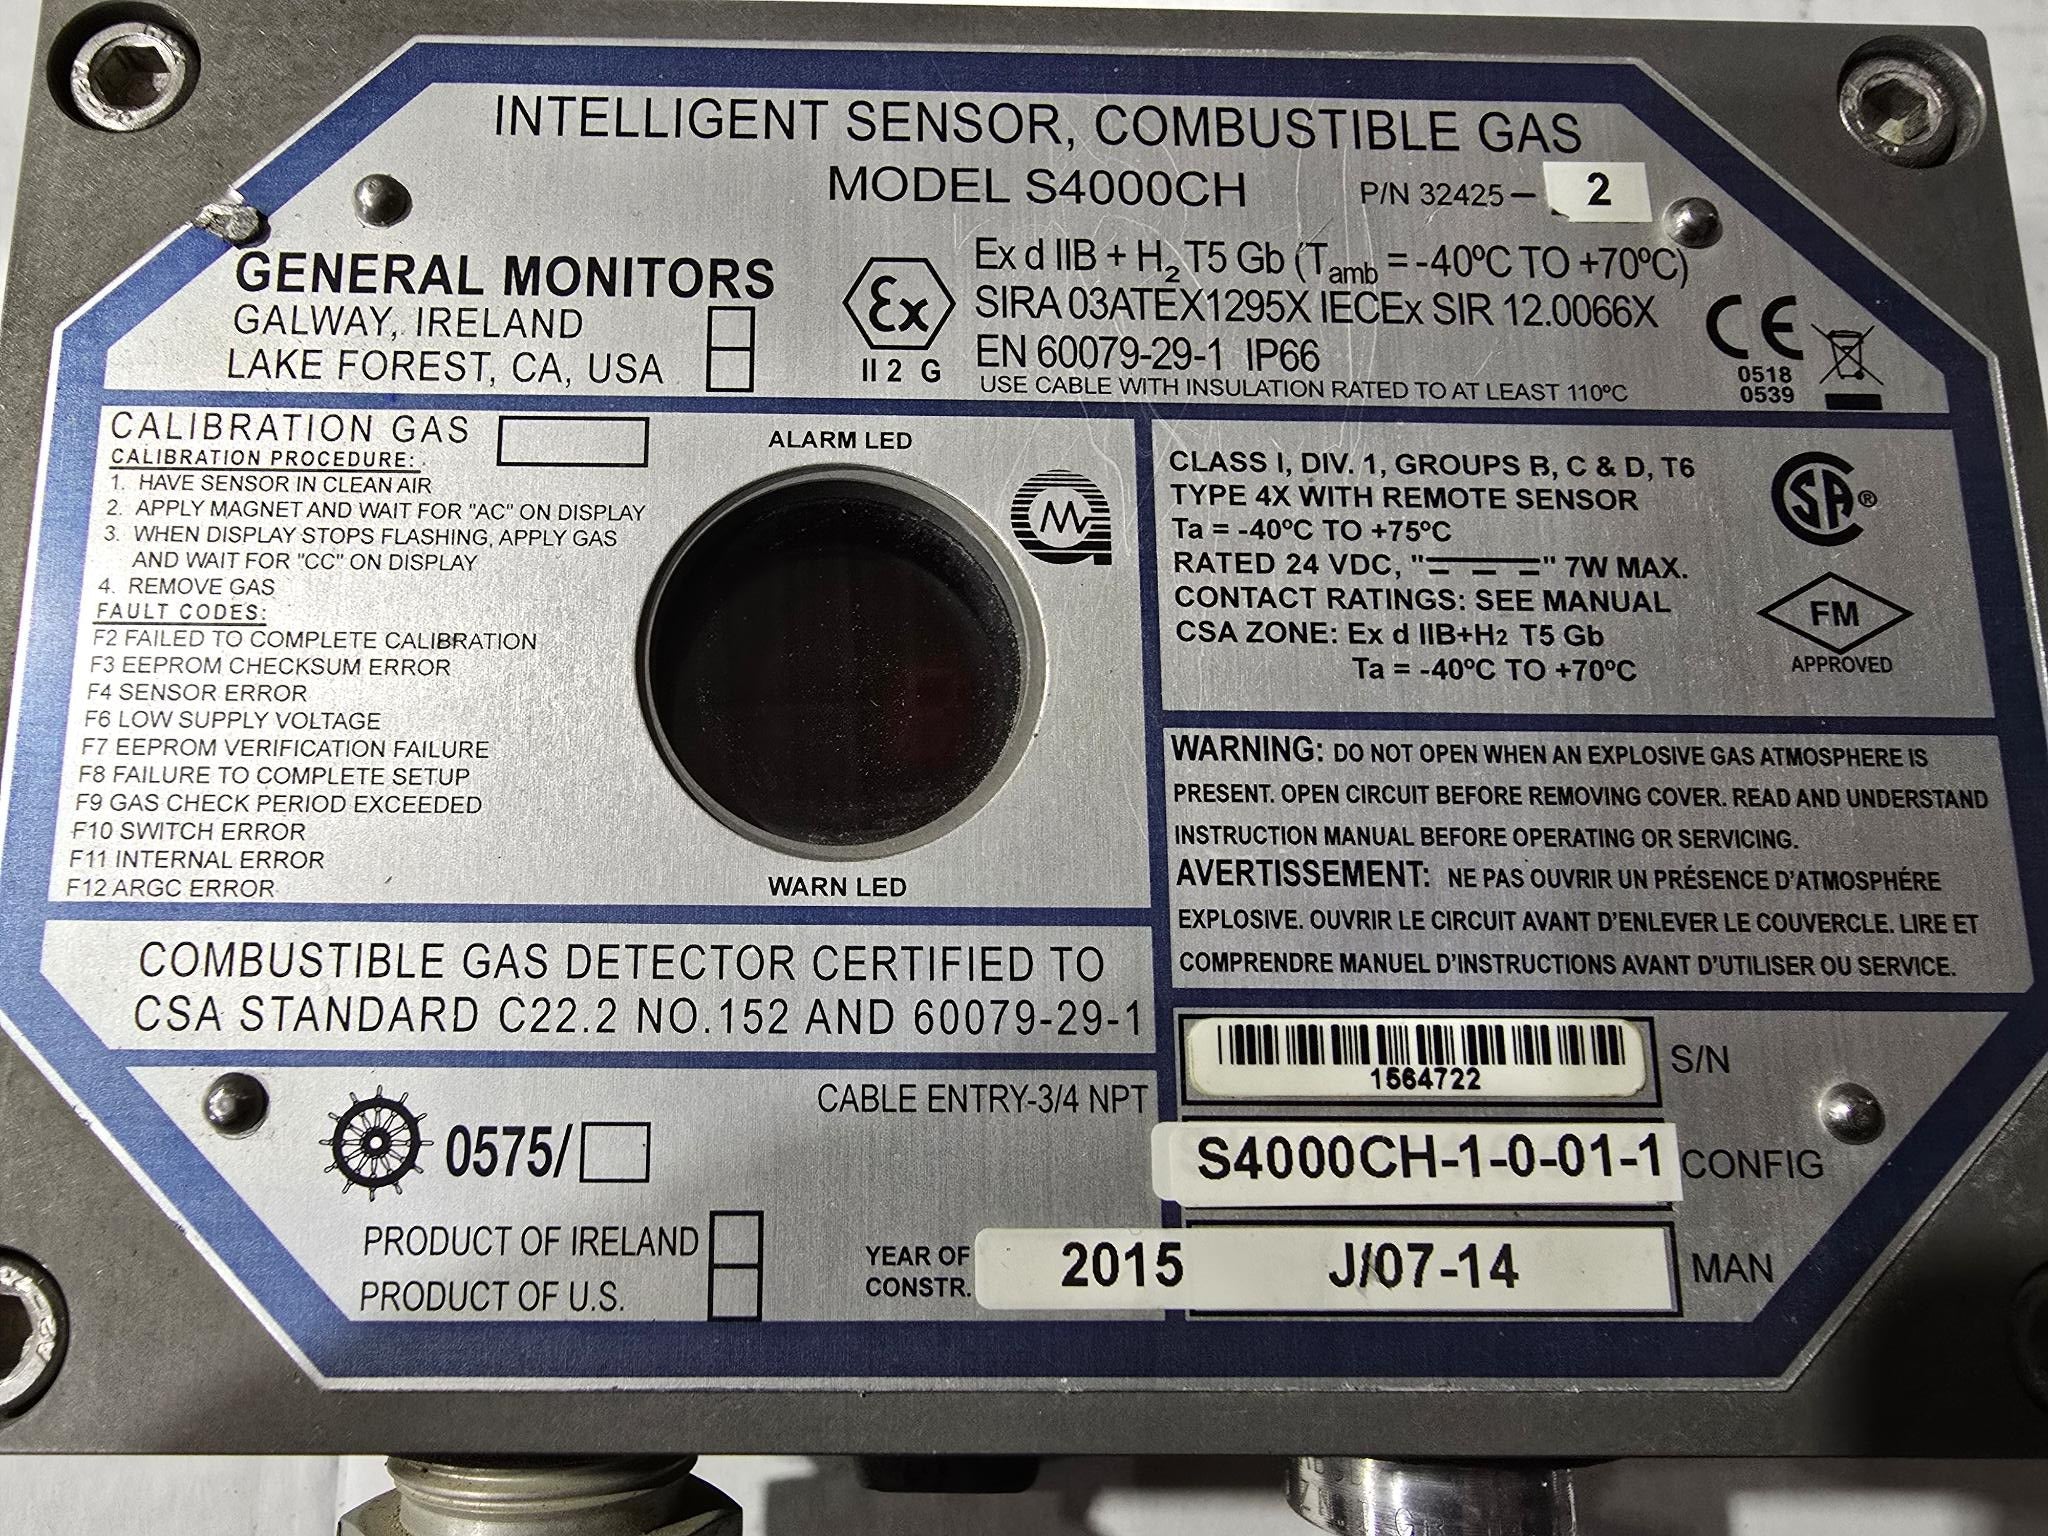 INTELLIGENT SENSOR, COMBUSTIBLE GAS
MODEL S4000CH P/N 32425- 2
GENERAL MONITORS
GALWAY, IRELAND
LAKE FOREST, CA, USA
Ex
II 2 G
Ex d IIB + H2 T5 Gb (Tamb = -40ºC TO +70ºC)
SIRA 03ATEX1295X IECEx SIR 12.0066X
EN 60079-29-1 IP66
USE CABLE WITH INSULATION RATED TO AT LEAST 110ºC
CE
0518
0539
CALIBRATION GAS
CALIBRATION PROCEDURE:
1. HAVE SENSOR IN CLEAN AIR
2. APPLY MAGNET AND WAIT FOR "AC" ON DISPLAY
3. WHEN DISPLAY STOPS FLASHING, APPLY GAS
AND WAIT FOR "CC" ON DISPLAY
4. REMOVE GAS
FAULT CODES:
F2 FAILED TO COMPLETE CALIBRATION
F3 EEPROM CHECKSUM ERROR
F4 SENSOR ERROR
F6 LOW SUPPLY VOLTAGE
F7 EEPROM VERIFICATION FAILURE
F8 FAILURE TO COMPLETE SETUP
F9 GAS CHECK PERIOD EXCEEDED
F10 SWITCH ERROR
F11 INTERNAL ERROR
F12 ARGC ERROR
ALARM LED
WARN LED
CLASS I, DIV. 1, GROUPS B, C & D, T6
TYPE 4X WITH REMOTE SENSOR
Ta = -40ºC TO +75ºC
RATED 24 VDC, "⎓" 7W MAX.
CONTACT RATINGS: SEE MANUAL
CSA ZONE: Ex d IIB+H2 T5 Gb
Ta = -40ºC TO +70ºC
CSA®
FM
APPROVED
WARNING: DO NOT OPEN WHEN AN EXPLOSIVE GAS ATMOSPHERE IS
PRESENT. OPEN CIRCUIT BEFORE REMOVING COVER. READ AND UNDERSTAND
INSTRUCTION MANUAL BEFORE OPERATING OR SERVICING.
AVERTISSEMENT: NE PAS OUVRIR UN PRÉSENCE D'ATMOSPHÉRE
EXPLOSIVE. OUVRIR LE CIRCUIT AVANT D'ENLEVER LE COUVERCLE. LIRE ET
COMPRENDRE MANUEL D'INSTRUCTIONS AVANT D'UTILISER OU SERVICE.
COMBUSTIBLE GAS DETECTOR CERTIFIED TO
CSA STANDARD C22.2 NO.152 AND 60079-29-1
CABLE ENTRY-3/4 NPT
0575/
PRODUCT OF IRELAND
PRODUCT OF U.S.
1564722 S/N
S4000CH-1-0-01-1 CONFIG
YEAR OF
CONSTR.
2015 J/07-14 MAN